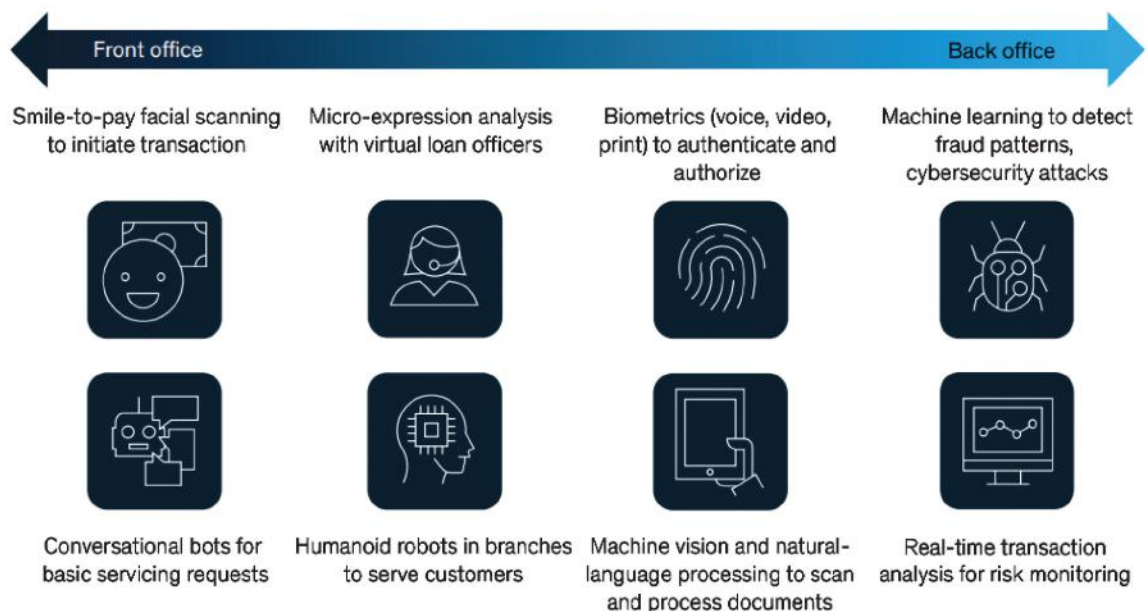 Front office
Back office
Smile-to-pay facial scanning
to initiate transaction
Micro-expression analysis
with virtual loan officers
Biometrics (voice, video,
print) to authenticate and
authorize
Machine learning to detect
fraud patterns,
cybersecurity attacks
Conversational bots for
basic servicing requests
Humanoid robots in branches
to serve customers
Machine vision and natural-
language processing to scan
and process documents
Real-time transaction
analysis for risk monitoring